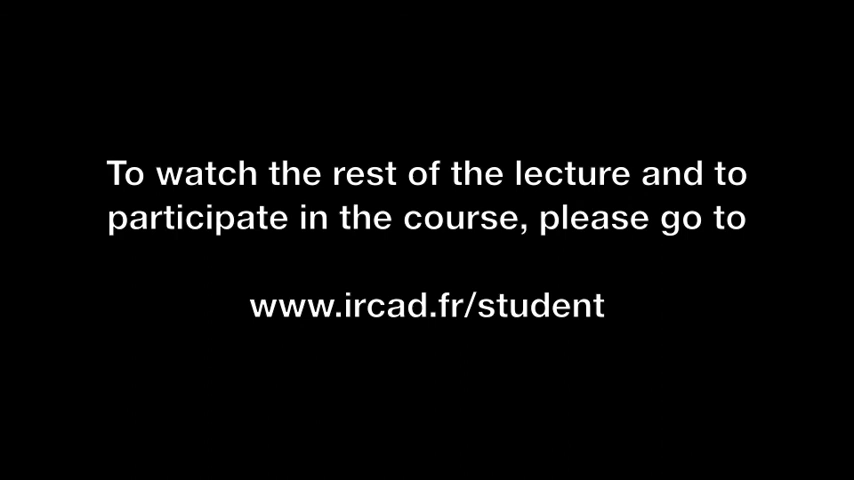 To watch the rest of the lecture and to
participate in the course, please go to
www.ircad.fr/student